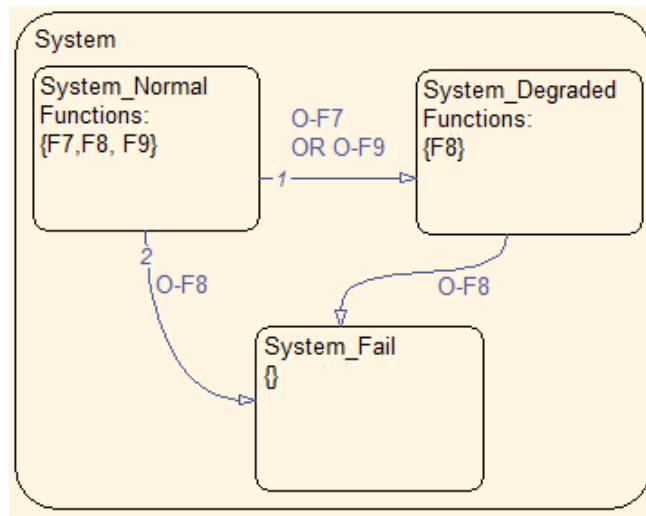 System
System_Normal
Functions:
{F7,F8, F9}
O-F7
OR O-F9
1
System_Degraded
Functions:
{F8}
2
O-F8
O-F8
System_Fail
{}